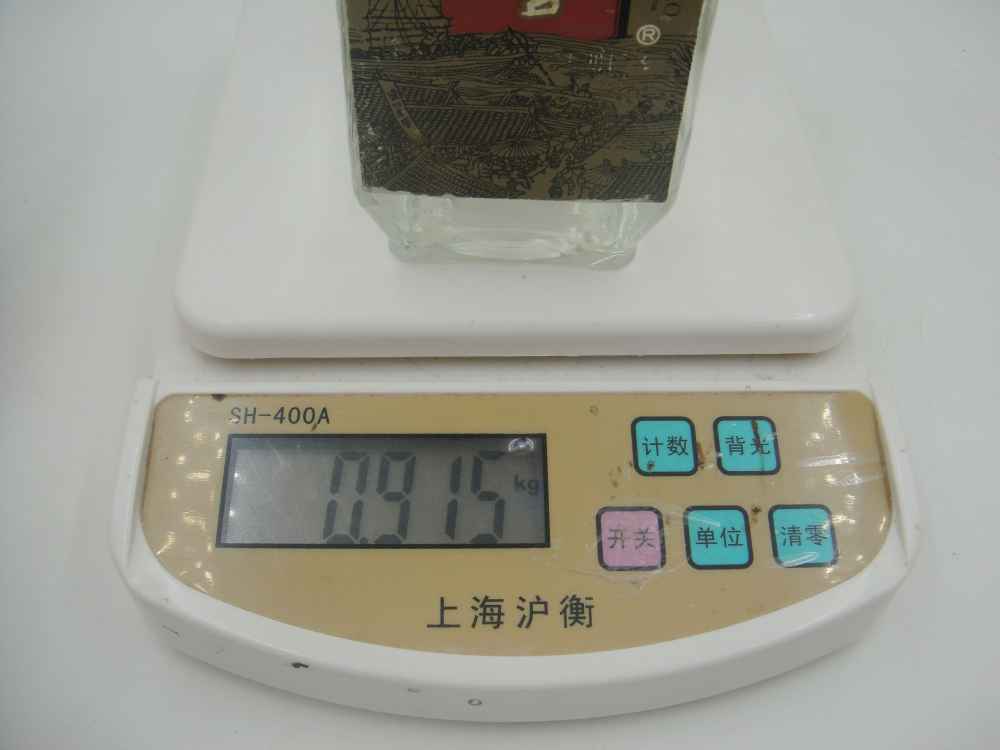 ®
SH-400A
0.915 kg
计数 背光
开关 单位 清零
上海沪衡